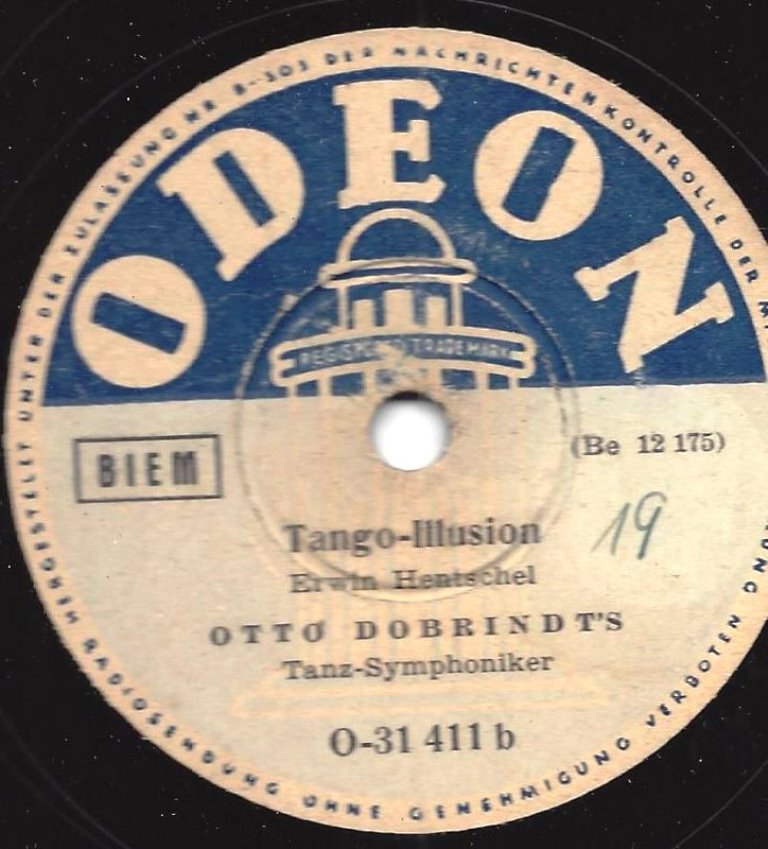 HERGESTELLT UNTER DER ZULASSUNG NR B-503 DER NACHRICHTENKONTROLLE DER
ODEON
REGISTERED TRADEMARK
BIEM
(Be 12 175)
19
Tango-Illusion
Erwin Hentschel
OTTO DOBRINDT'S
Tanz-Symphoniker
O-31 411 b
RADIOSENDUNG OHNE GENEHMIGUNG VERBOTEN